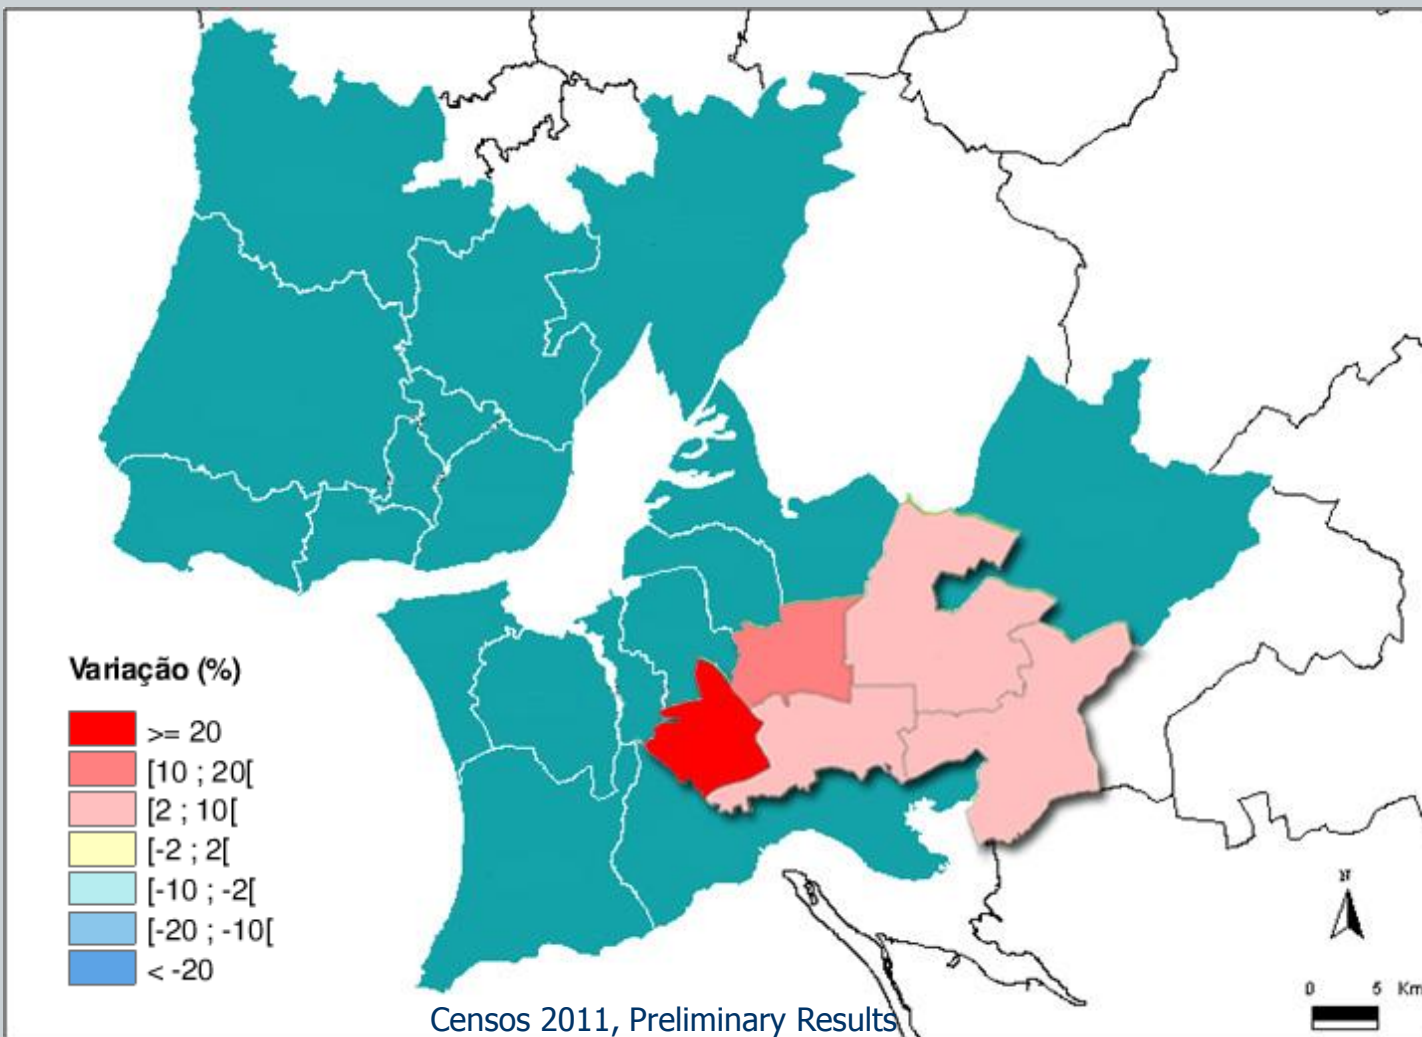 Variação (%)
>= 20
[10 ; 20[
[2 ; 10[
[-2 ; 2[
[-10 ; -2[
[-20 ; -10[
< -20
N
0 5 Km
Censos 2011, Preliminary Results